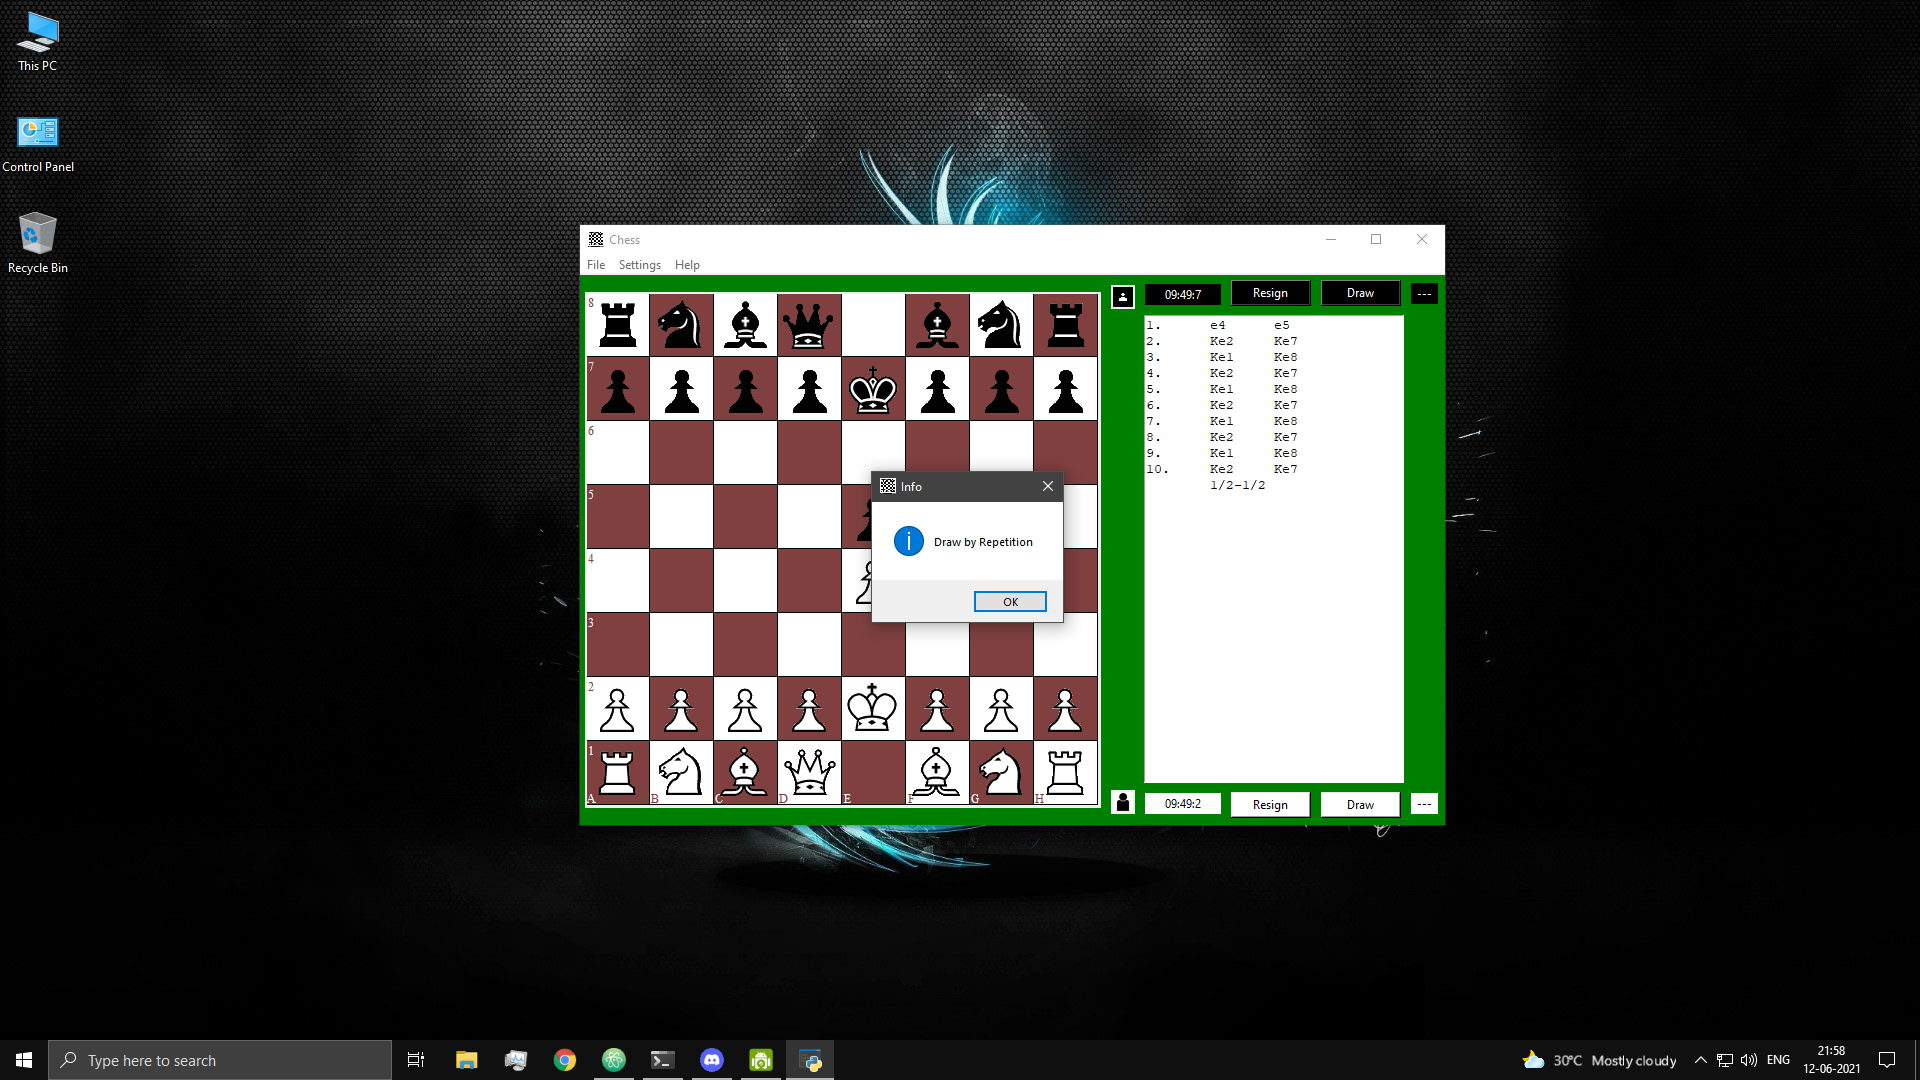 This PC
Control Panel
Recycle Bin
Chess
File Settings Help
09:49:7 Resign Draw ---
8
7
6
5
4
3
2
1
A B C D E F G H
1. e4 e5
2. Ke2 Ke7
3. Ke1 Ke8
4. Ke2 Ke7
5. Ke1 Ke8
6. Ke2 Ke7
7. Ke1 Ke8
8. Ke2 Ke7
9. Ke1 Ke8
10. Ke2 Ke7
1/2-1/2
Info
Draw by Repetition
OK
09:49:2 Resign Draw ---
Type here to search
30°C Mostly cloudy
ENG
21:58
12-06-2021